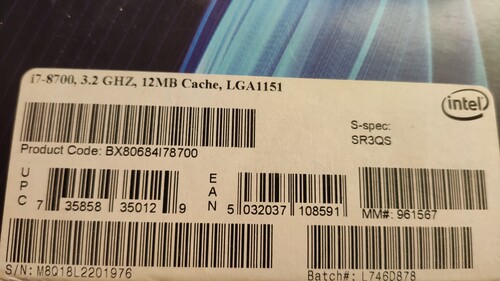 i7-8700, 3.2 GHZ, 12MB Cache, LGA1151
intel
S-spec:
SR3QS
Product Code: BX80684I78700
UPC
7 35858 35012 9
EAN
5 032037 108591
MM#: 961567
S/N: M8Q18L2201976
Batch#: L746D878